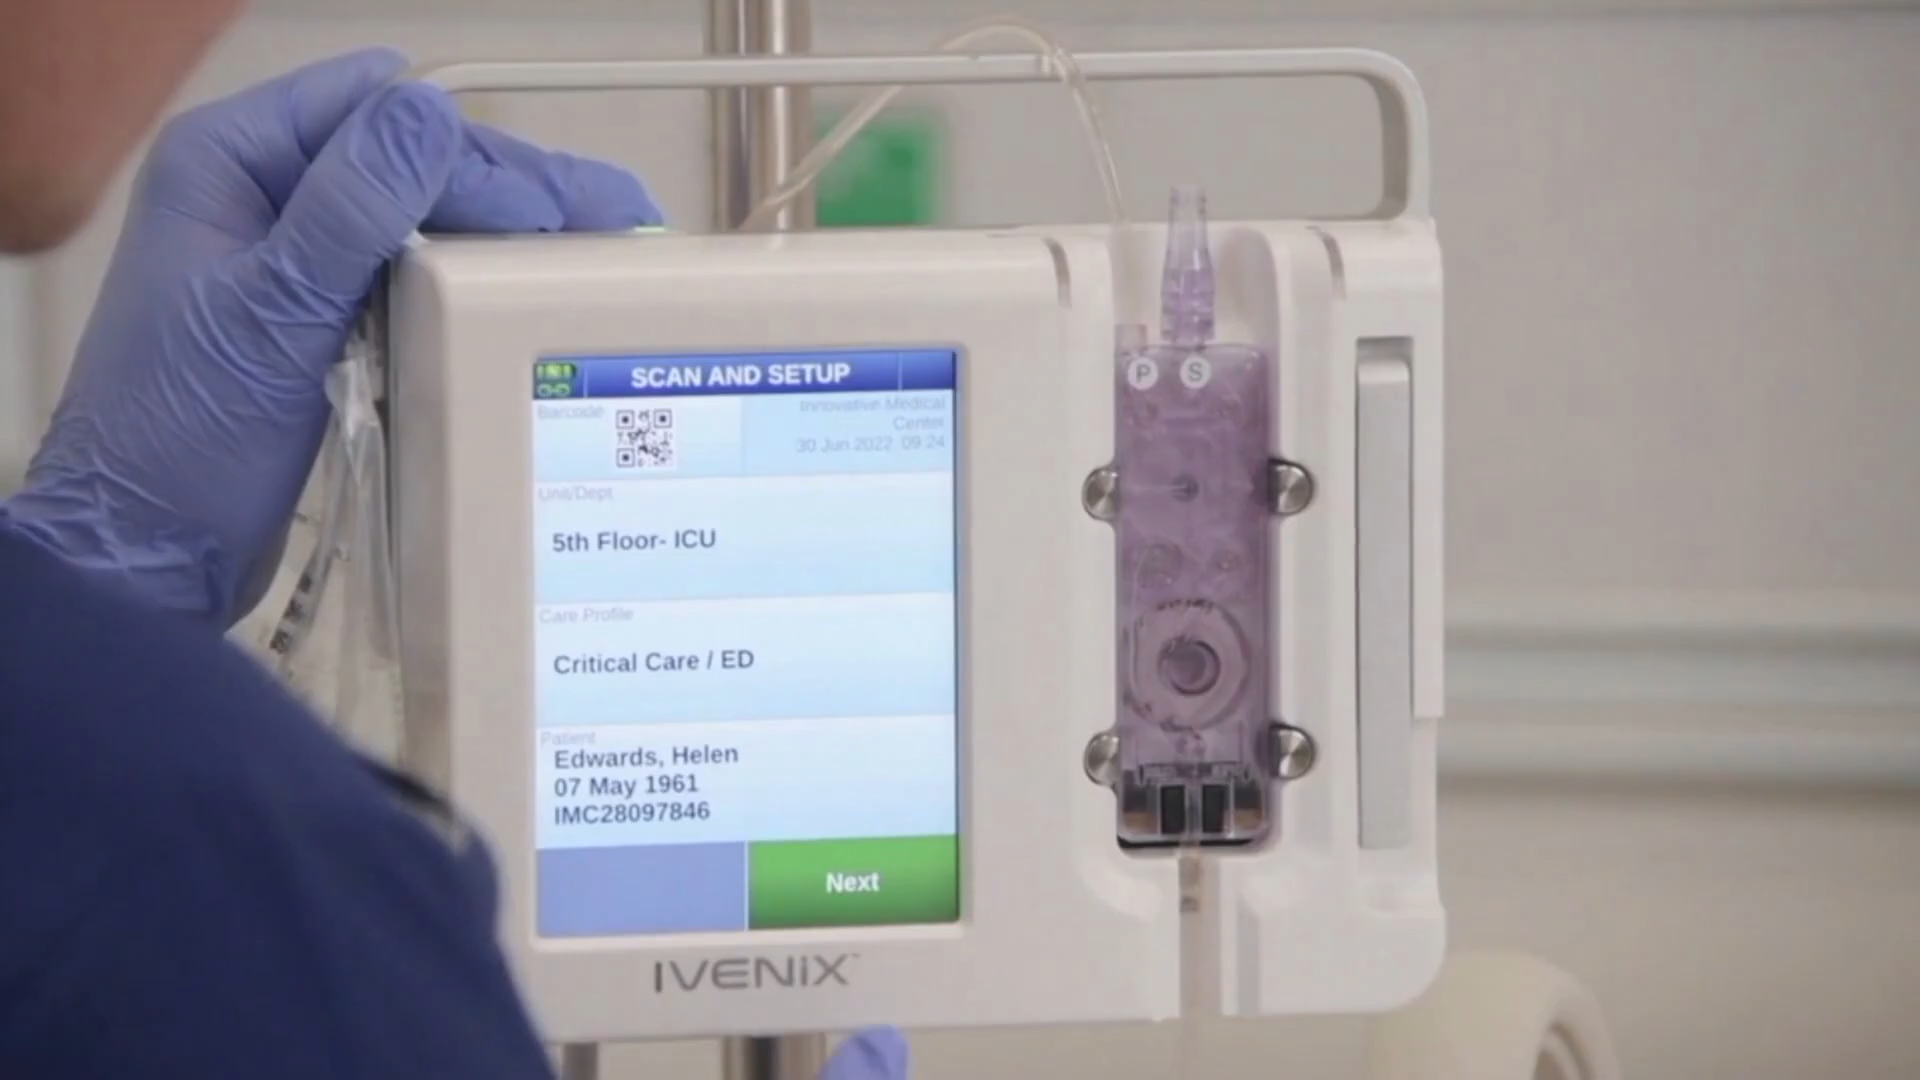 SCAN AND SETUP
Barcode
Innovative Medical
Center
30 Jun 2022 09:24
Unit/Dept
5th Floor- ICU
Care Profile
Critical Care / ED
Patient
Edwards, Helen
07 May 1961
IMC28097846
Next
IVENiX™
P S